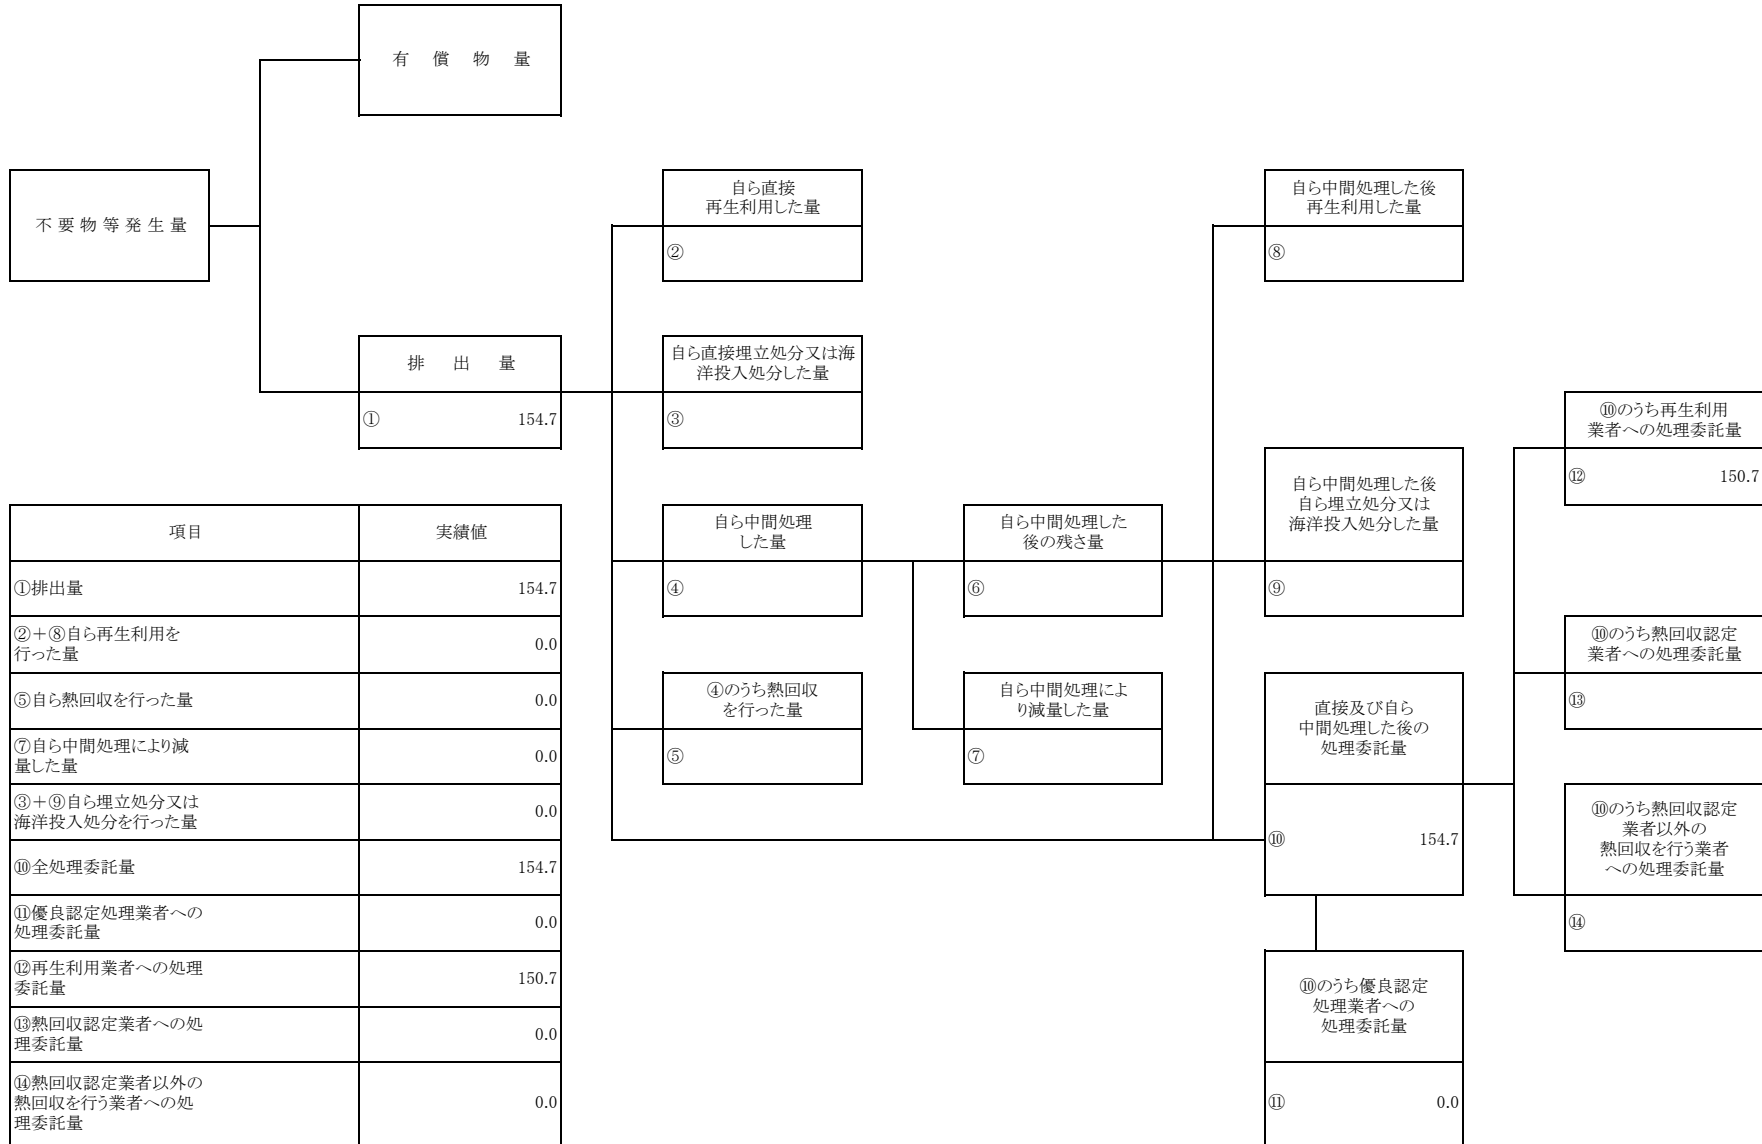 有償物量
不要物等発生量
自ら直接
再生利用した量
②
自ら中間処理した後
再生利用した量
⑧
排出量
① 154.7
自ら直接埋立処分又は海
洋投入処分した量
③
⑩のうち再生利用
業者への処理委託量
⑫ 150.7
自ら中間処理
した量
④
自ら中間処理した
後の残さ量
⑥
自ら中間処理した後
自ら埋立処分又は
海洋投入処分した量
⑨
⑩のうち熱回収認定
業者への処理委託量
⑬
④のうち熱回収
を行った量
⑤
自ら中間処理によ
り減量した量
⑦
直接及び自ら
中間処理した後の
処理委託量
⑩ 154.7
⑩のうち熱回収認定
業者以外の
熱回収を行う業者
への処理委託量
⑭
⑩のうち優良認定
処理業者への
処理委託量
⑪ 0.0
項目 実績値
①排出量 154.7
②＋⑧自ら再生利用を
行った量 0.0
⑤自ら熱回収を行った量 0.0
⑦自ら中間処理により減
量した量 0.0
③＋⑨自ら埋立処分又は
海洋投入処分を行った量 0.0
⑩全処理委託量 154.7
⑪優良認定処理業者への
処理委託量 0.0
⑫再生利用業者への処理
委託量 150.7
⑬熱回収認定業者への処
理委託量 0.0
⑭熱回収認定業者以外の
熱回収を行う業者への処
理委託量 0.0